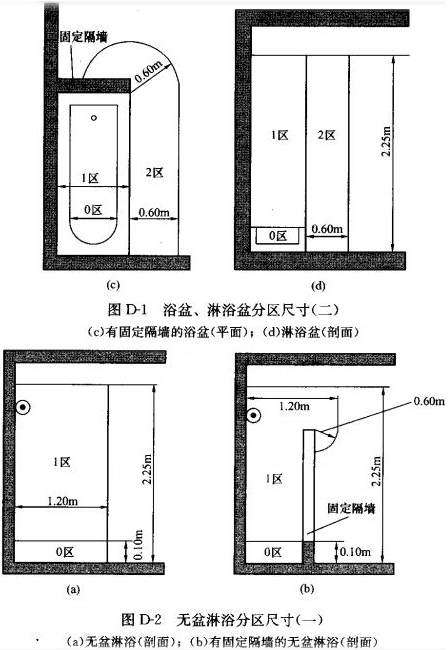 固定隔墙
0.60m
1区
2区
0区
0.60m
(c)
1区
2区
2.25m
0区
0.60m
(d)
图 D-1 浴盆、淋浴盆分区尺寸(二)
(c)有固定隔墙的浴盆(平面)；(d)淋浴盆(剖面)
1区
2.25m
1.20m
0区
0.10m
(a)
1.20m
0.60m
1区
2.25m
固定隔墙
0区
0.10m
(b)
图 D-2 无盆淋浴分区尺寸(一)
(a)无盆淋浴(剖面)；(b)有固定隔墙的无盆淋浴(剖面)